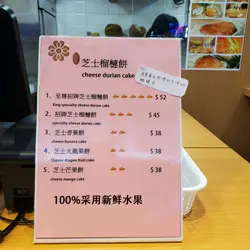 芝士榴槤餅
cheese durian cake
1. 至尊招牌芝士榴槤餅 $52
King specialty cheese durian cake
2. 招牌芝士榴槤餅 $45
specialty cheese durian cake
3. 芝士香蕉餅 $38
cheese banana cake
4. 芝士火龍果餅 $38
Cheese dragon fruit cake
5. 芝士芒果餅 $38
cheese mango cake
100%采用新鮮水果